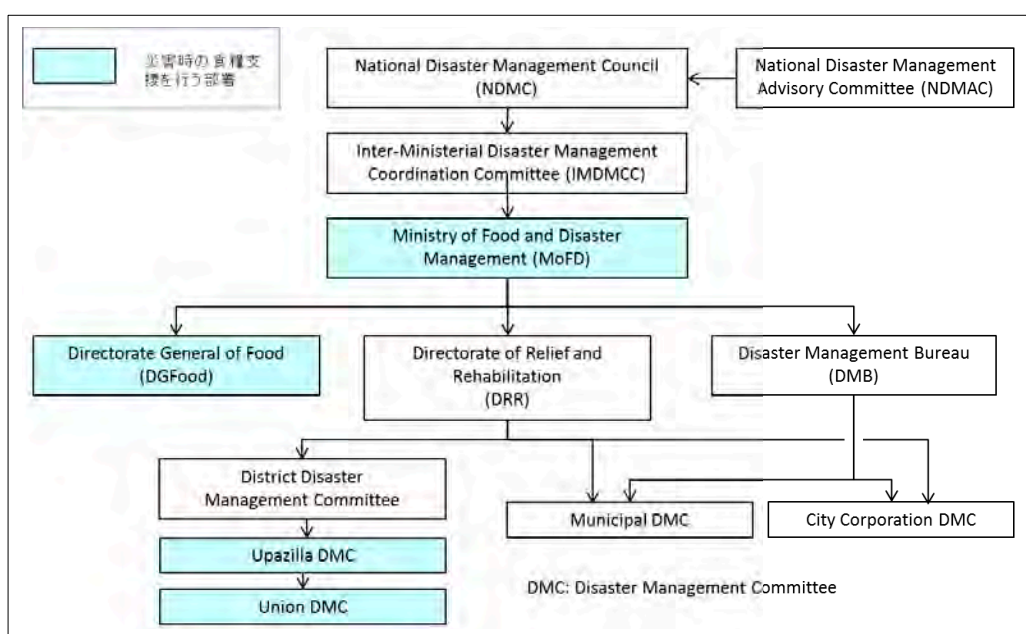 災害時の食糧支
援を行う部署
National Disaster Management Council
(NDMC)
National Disaster Management
Advisory Committee (NDMAC)
Inter-Ministerial Disaster Management
Coordination Committee (IMDMCC)
Ministry of Food and Disaster
Management (MoFD)
Directorate General of Food
(DGFood)
Directorate of Relief and
Rehabilitation
(DRR)
Disaster Management Bureau
(DMB)
District Disaster
Management Committee
Municipal DMC
City Corporation DMC
Upazilla DMC
Union DMC
DMC: Disaster Management Committee